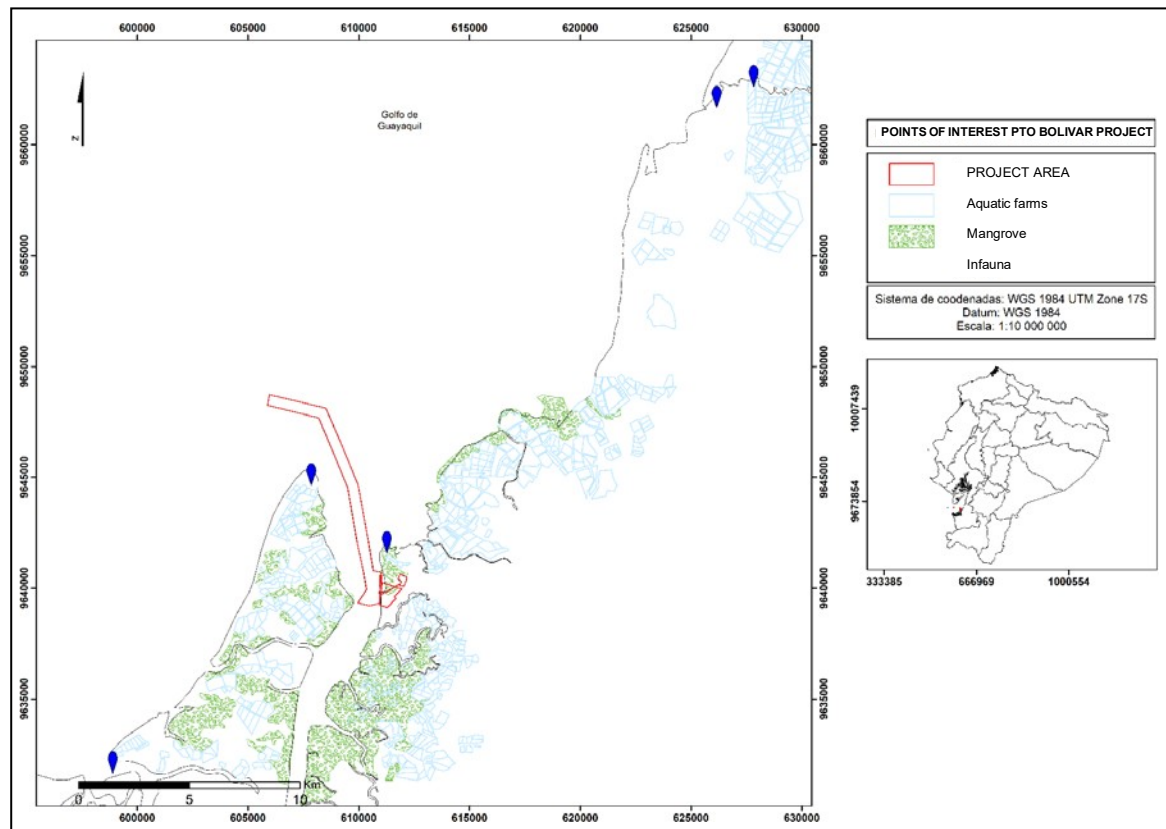 600000 605000 610000 615000 620000 625000 630000
Golfo de
Guayaquil
N
9660000 9660000
9655000 9655000
9650000 9650000
9645000 9645000
9640000 9640000
9635000 9635000
Km
0 5 10
600000 605000 610000 615000 620000 625000 630000
POINTS OF INTEREST PTO BOLIVAR PROJECT
PROJECT AREA
Aquatic farms
Mangrove
Infauna
Sistema de coodenadas: WGS 1984 UTM Zone 17S
Datum: WGS 1984
Escala: 1:10 000 000
10007439
9673854
333385 666969 1000554